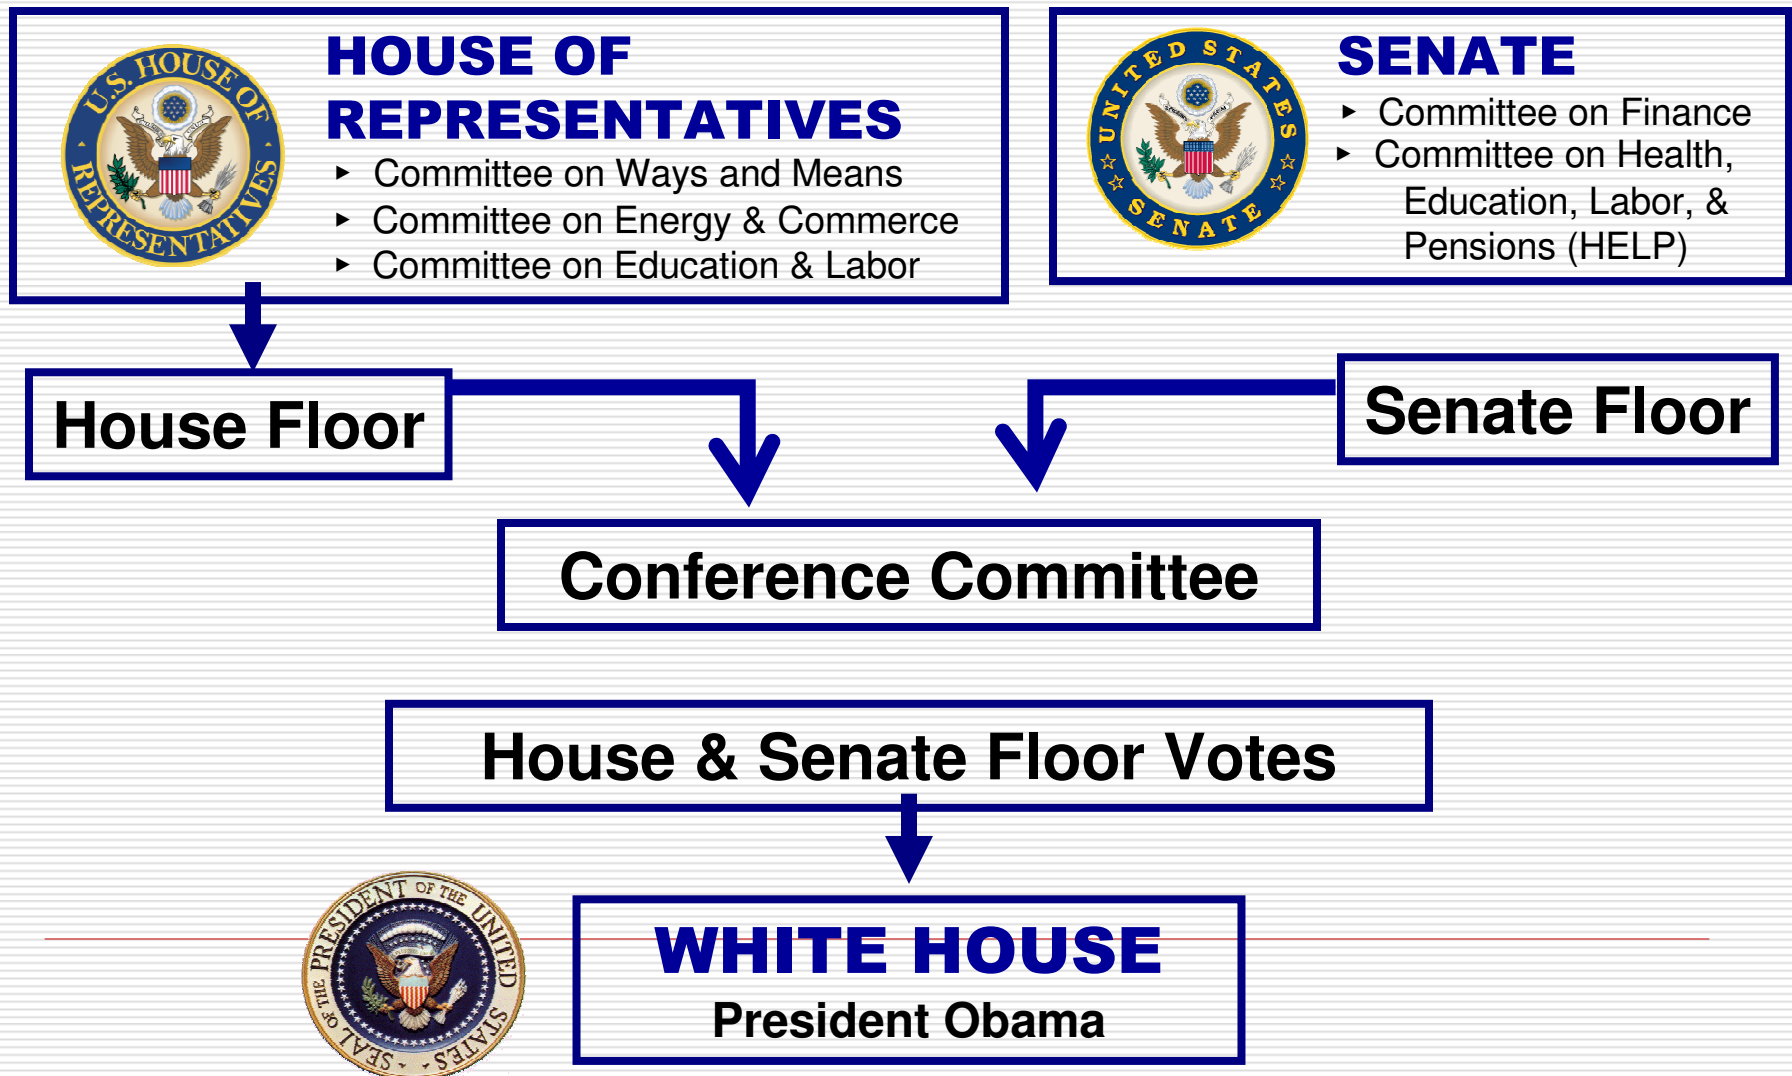 U.S. HOUSE OF REPRESENTATIVES
HOUSE OF
REPRESENTATIVES
► Committee on Ways and Means
► Committee on Energy & Commerce
► Committee on Education & Labor
UNITED STATES SENATE
SENATE
► Committee on Finance
► Committee on Health,
Education, Labor, &
Pensions (HELP)
House Floor
Senate Floor
Conference Committee
House & Senate Floor Votes
SEAL OF THE PRESIDENT OF THE UNITED STATES
WHITE HOUSE
President Obama